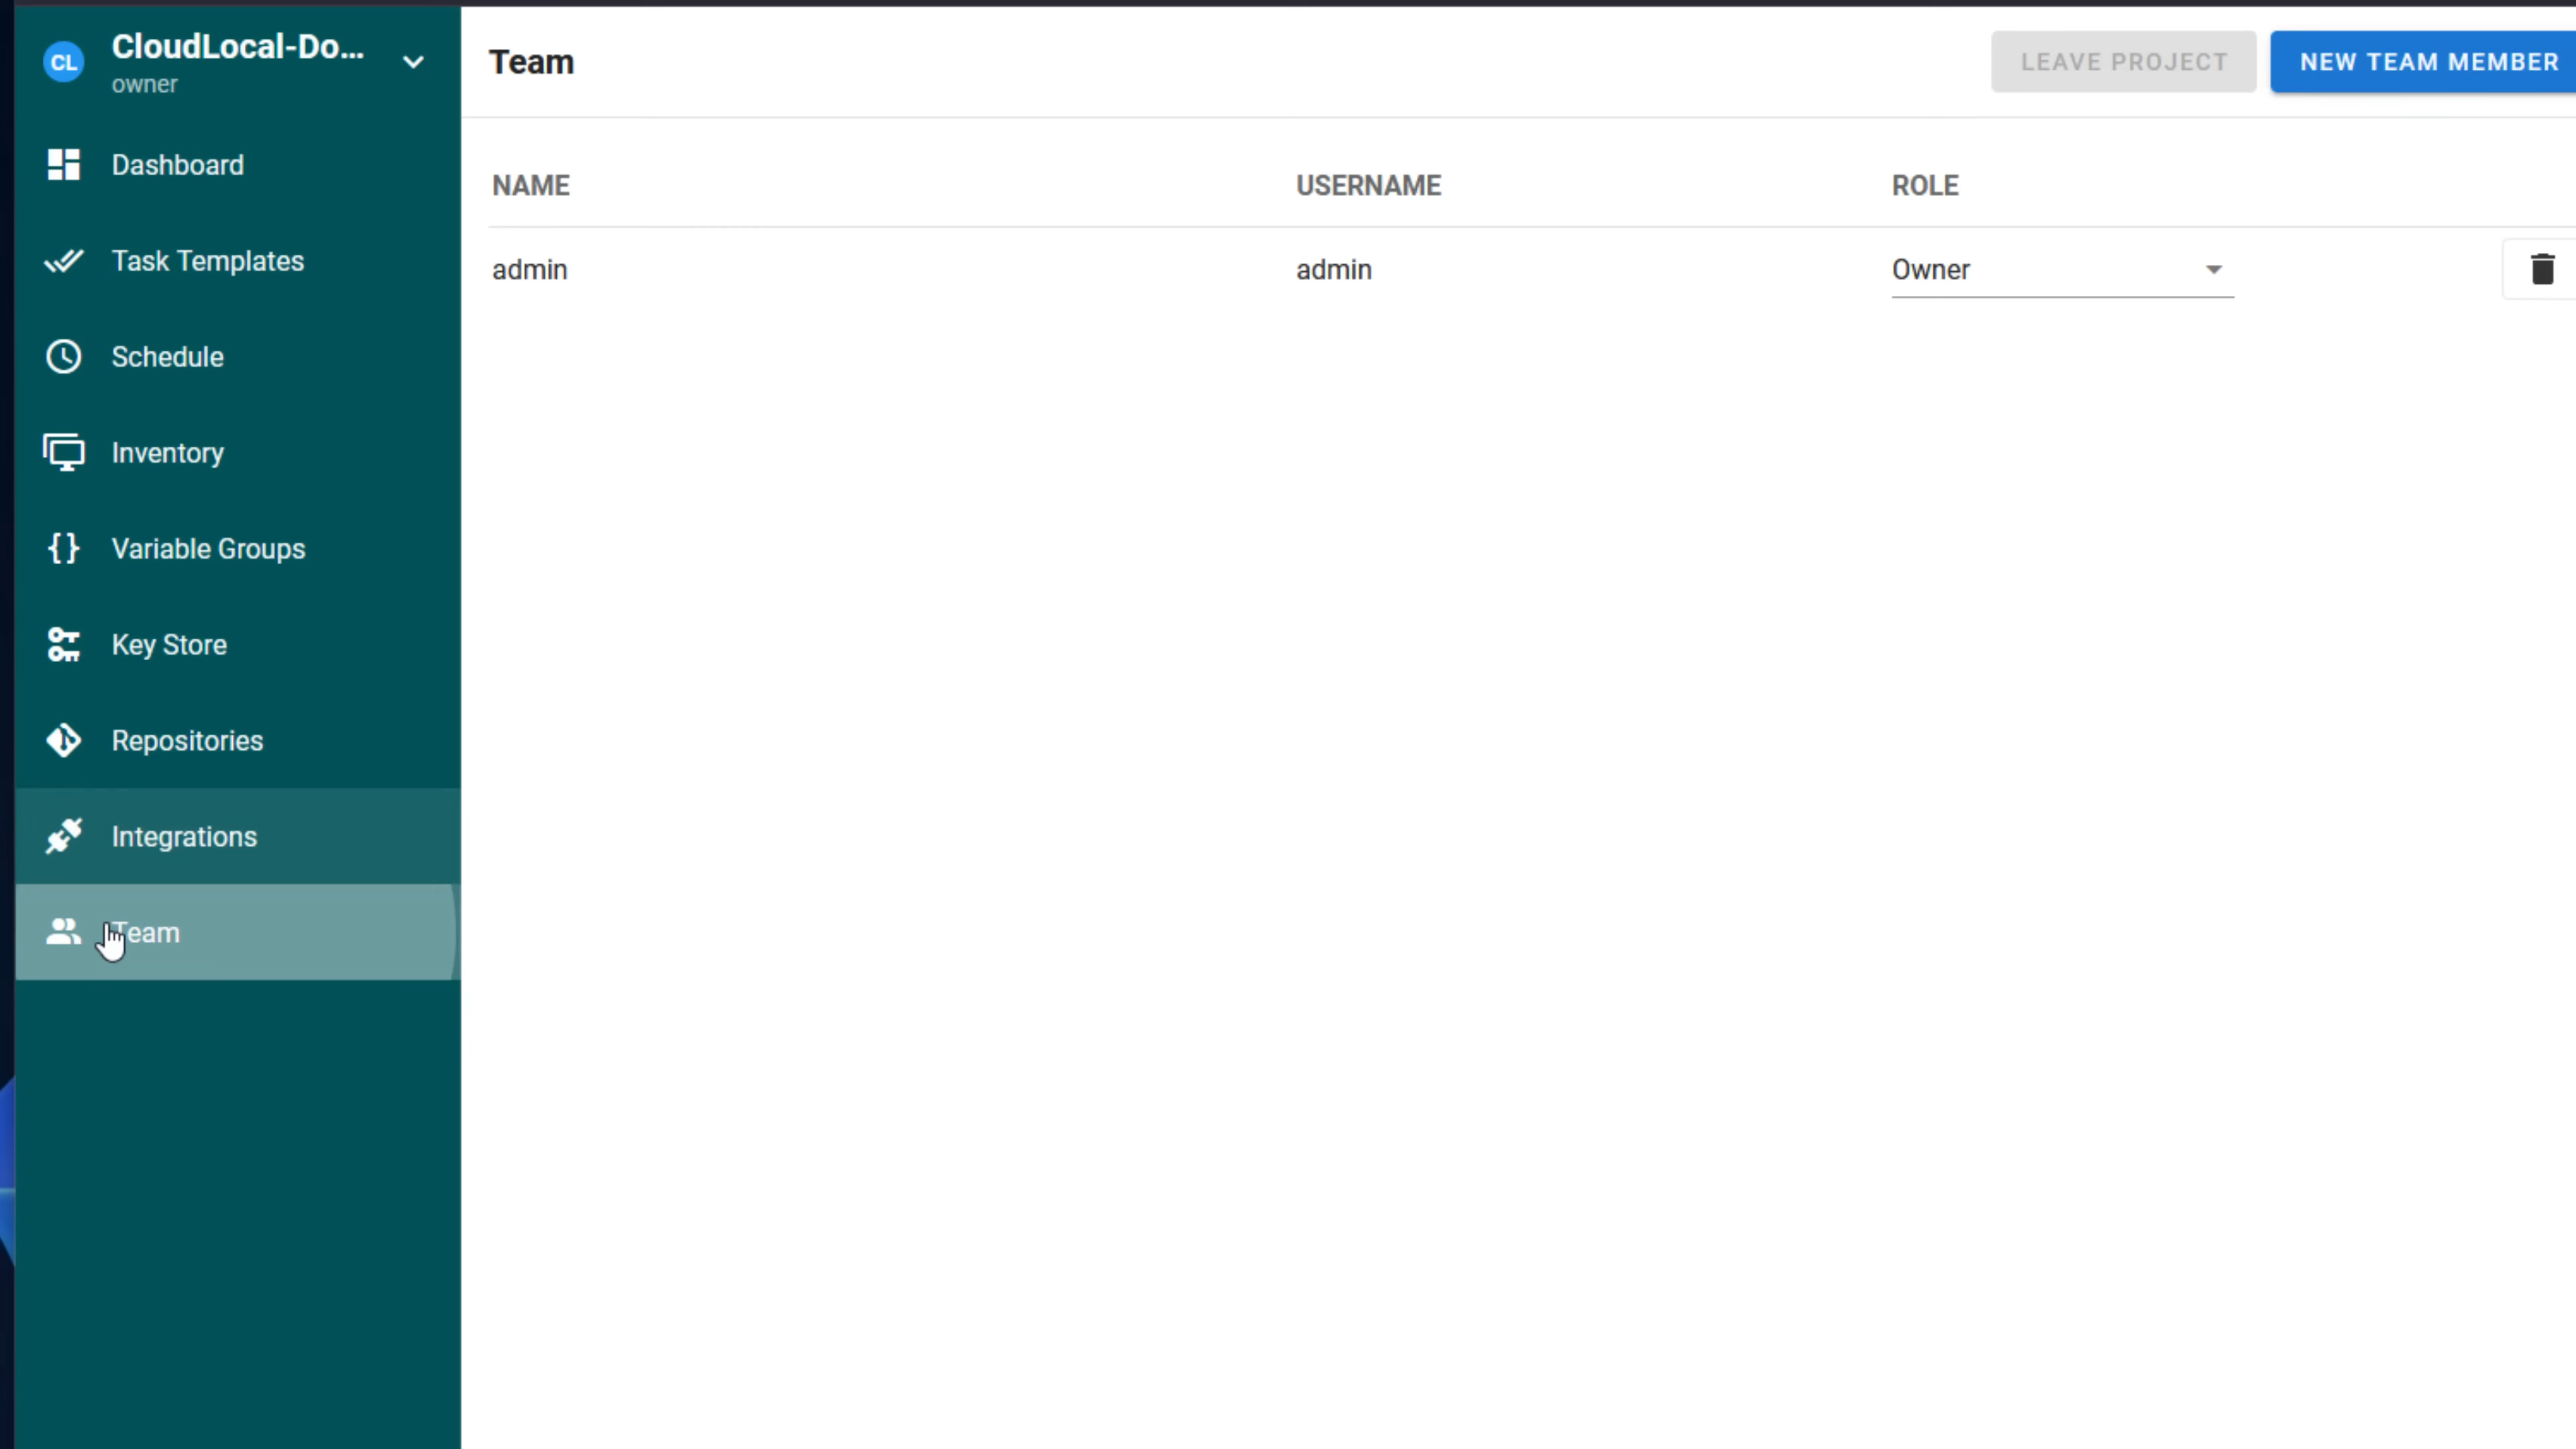 CL
CloudLocal-Do...
owner
Dashboard
Task Templates
Schedule
Inventory
Variable Groups
Key Store
Repositories
Integrations
Team
Team
LEAVE PROJECT
NEW TEAM MEMBER
NAME USERNAME ROLE
admin admin Owner